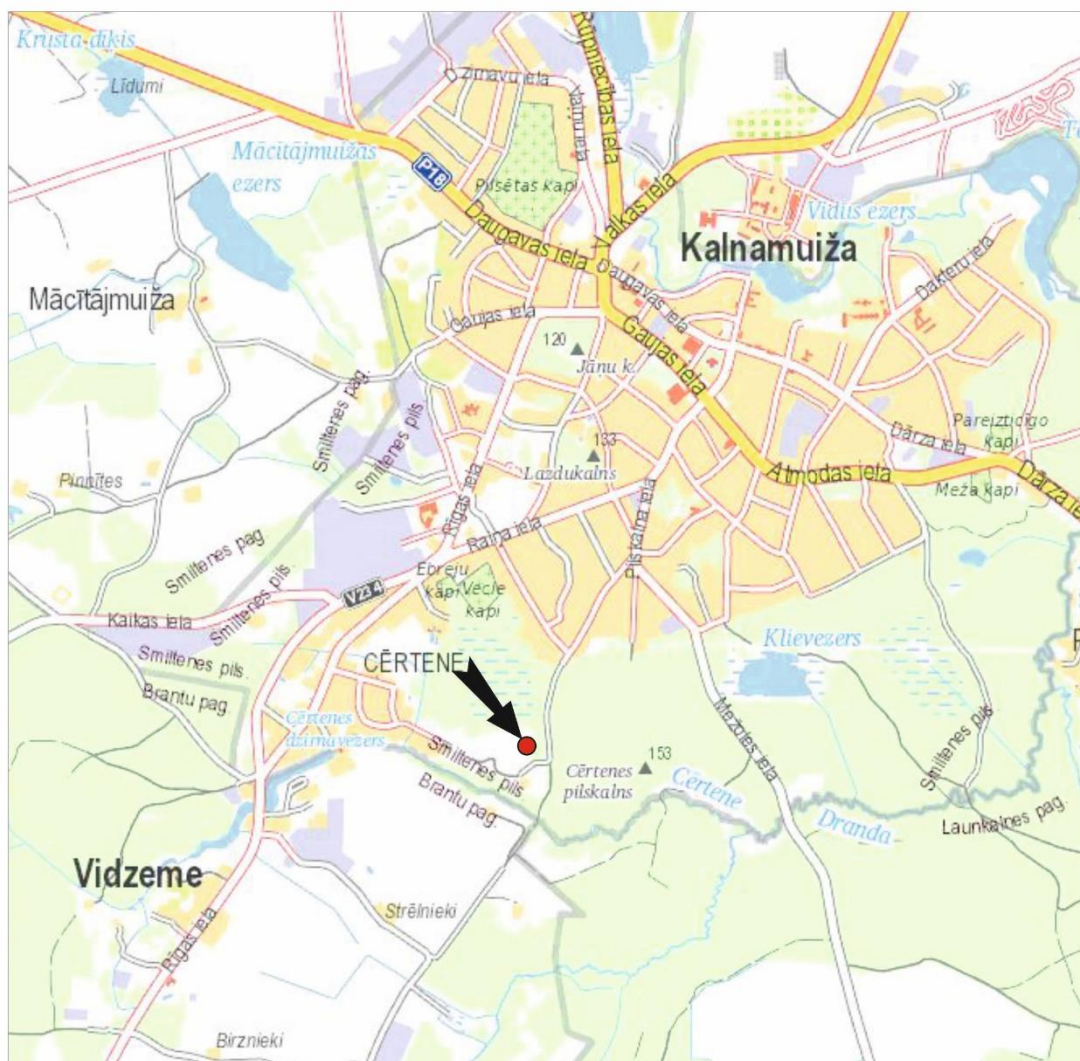 Krusta dīķis
Līdumi
Dzirnavu iela
Valņu iela
Rūpniecības iela
Mācītājmuižas
ezers
P18
Pilsētas kapi
Valkas iela
Vidus ezers
Daugavas iela
Kalnamuiža
Daugavas iela
Dakteru iela
Mācītājmuiža
Gaujas iela
Gaujas iela
120
Jāņu k.
Smiltenes pag.
Smiltenes pils.
133
Lazdukalns
Pareizticīgo
kapi
Dārza iela
Pinnītes
Rīgas iela
Atmodas iela
Meža kapi
Dārza ie
Raiņa iela
Pilskalna iela
Smiltenes pag.
Smiltenes pils.
Ebreju
kapi
Vecie
kapi
V234
Kalkas iela
Smiltenes pils.
Brantu pag.
CĒRTENE
Klievezers
Mežoles iela
Smiltenes pils.
Cērtenes
dzirnavezers
Smiltenes pils.
Brantu pag.
153
Cērtenes
pilskalns
Cērtene
Dranda
Launkalnes pag.
Vidzeme
Strēlnieki
Rīgas iela
Birznieki